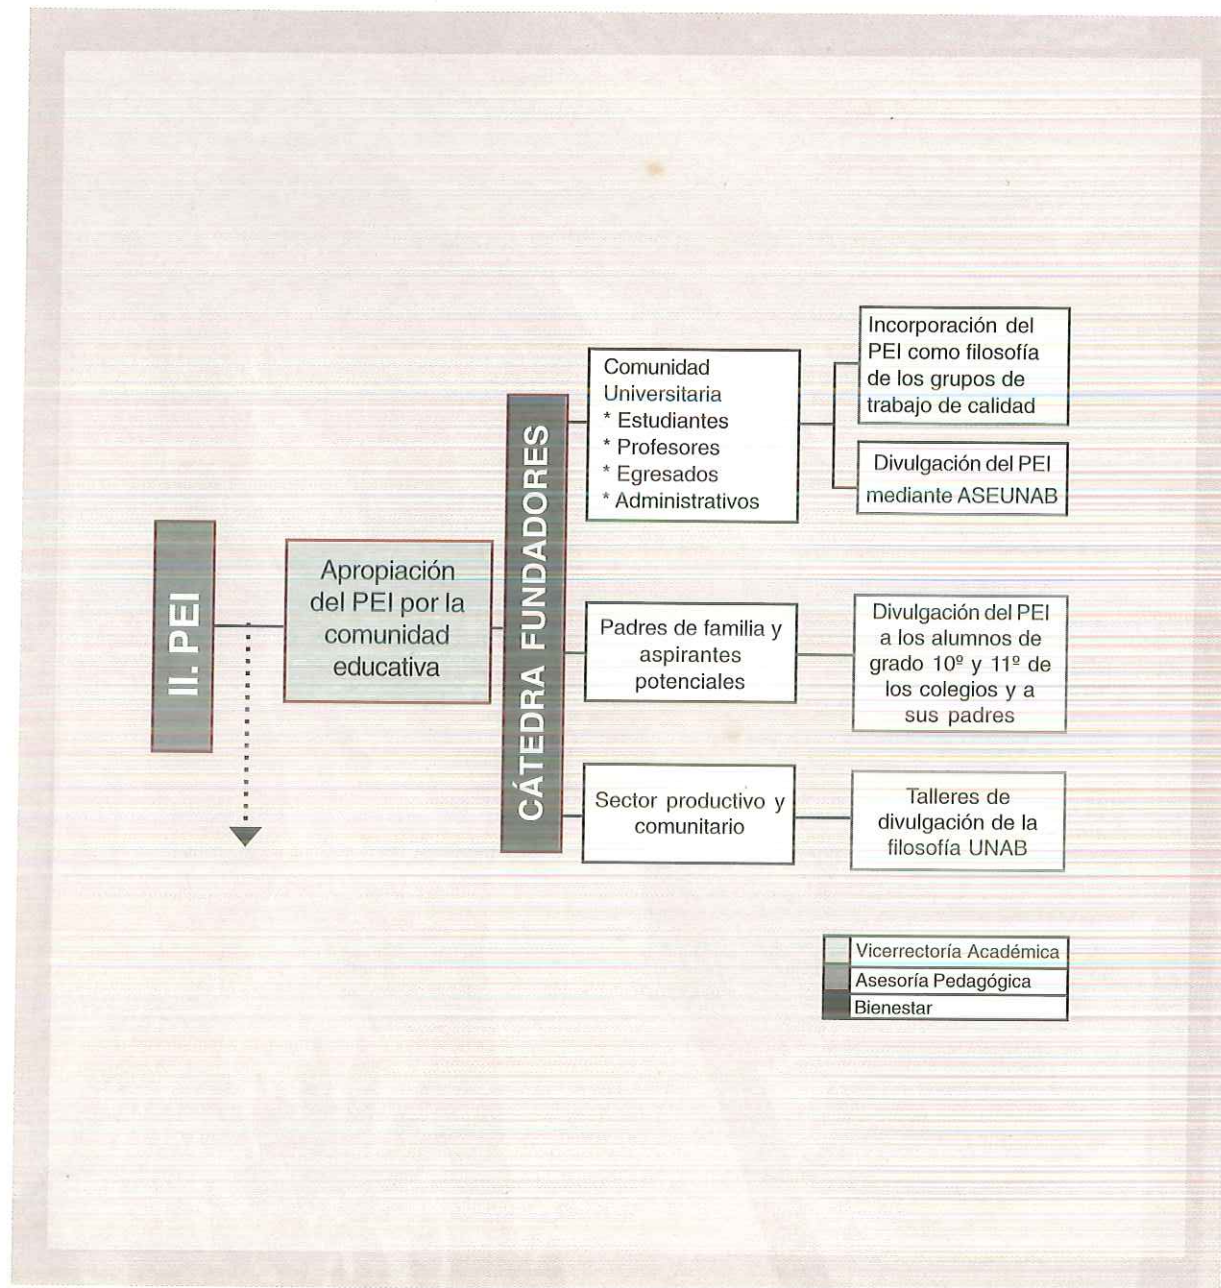 II. PEI
Apropiación
del PEI por la
comunidad
educativa
CÁTEDRA FUNDADORES
Comunidad
Universitaria
* Estudiantes
* Profesores
* Egresados
* Administrativos
Incorporación del
PEI como filosofía
de los grupos de
trabajo de calidad
Divulgación del PEI
mediante ASEUNAB
Padres de familia y
aspirantes
potenciales
Divulgación del PEI
a los alumnos de
grado 10º y 11º de
los colegios y a
sus padres
Sector productivo y
comunitario
Talleres de
divulgación de la
filosofía UNAB
Vicerrectoría Académica
Asesoría Pedagógica
Bienestar